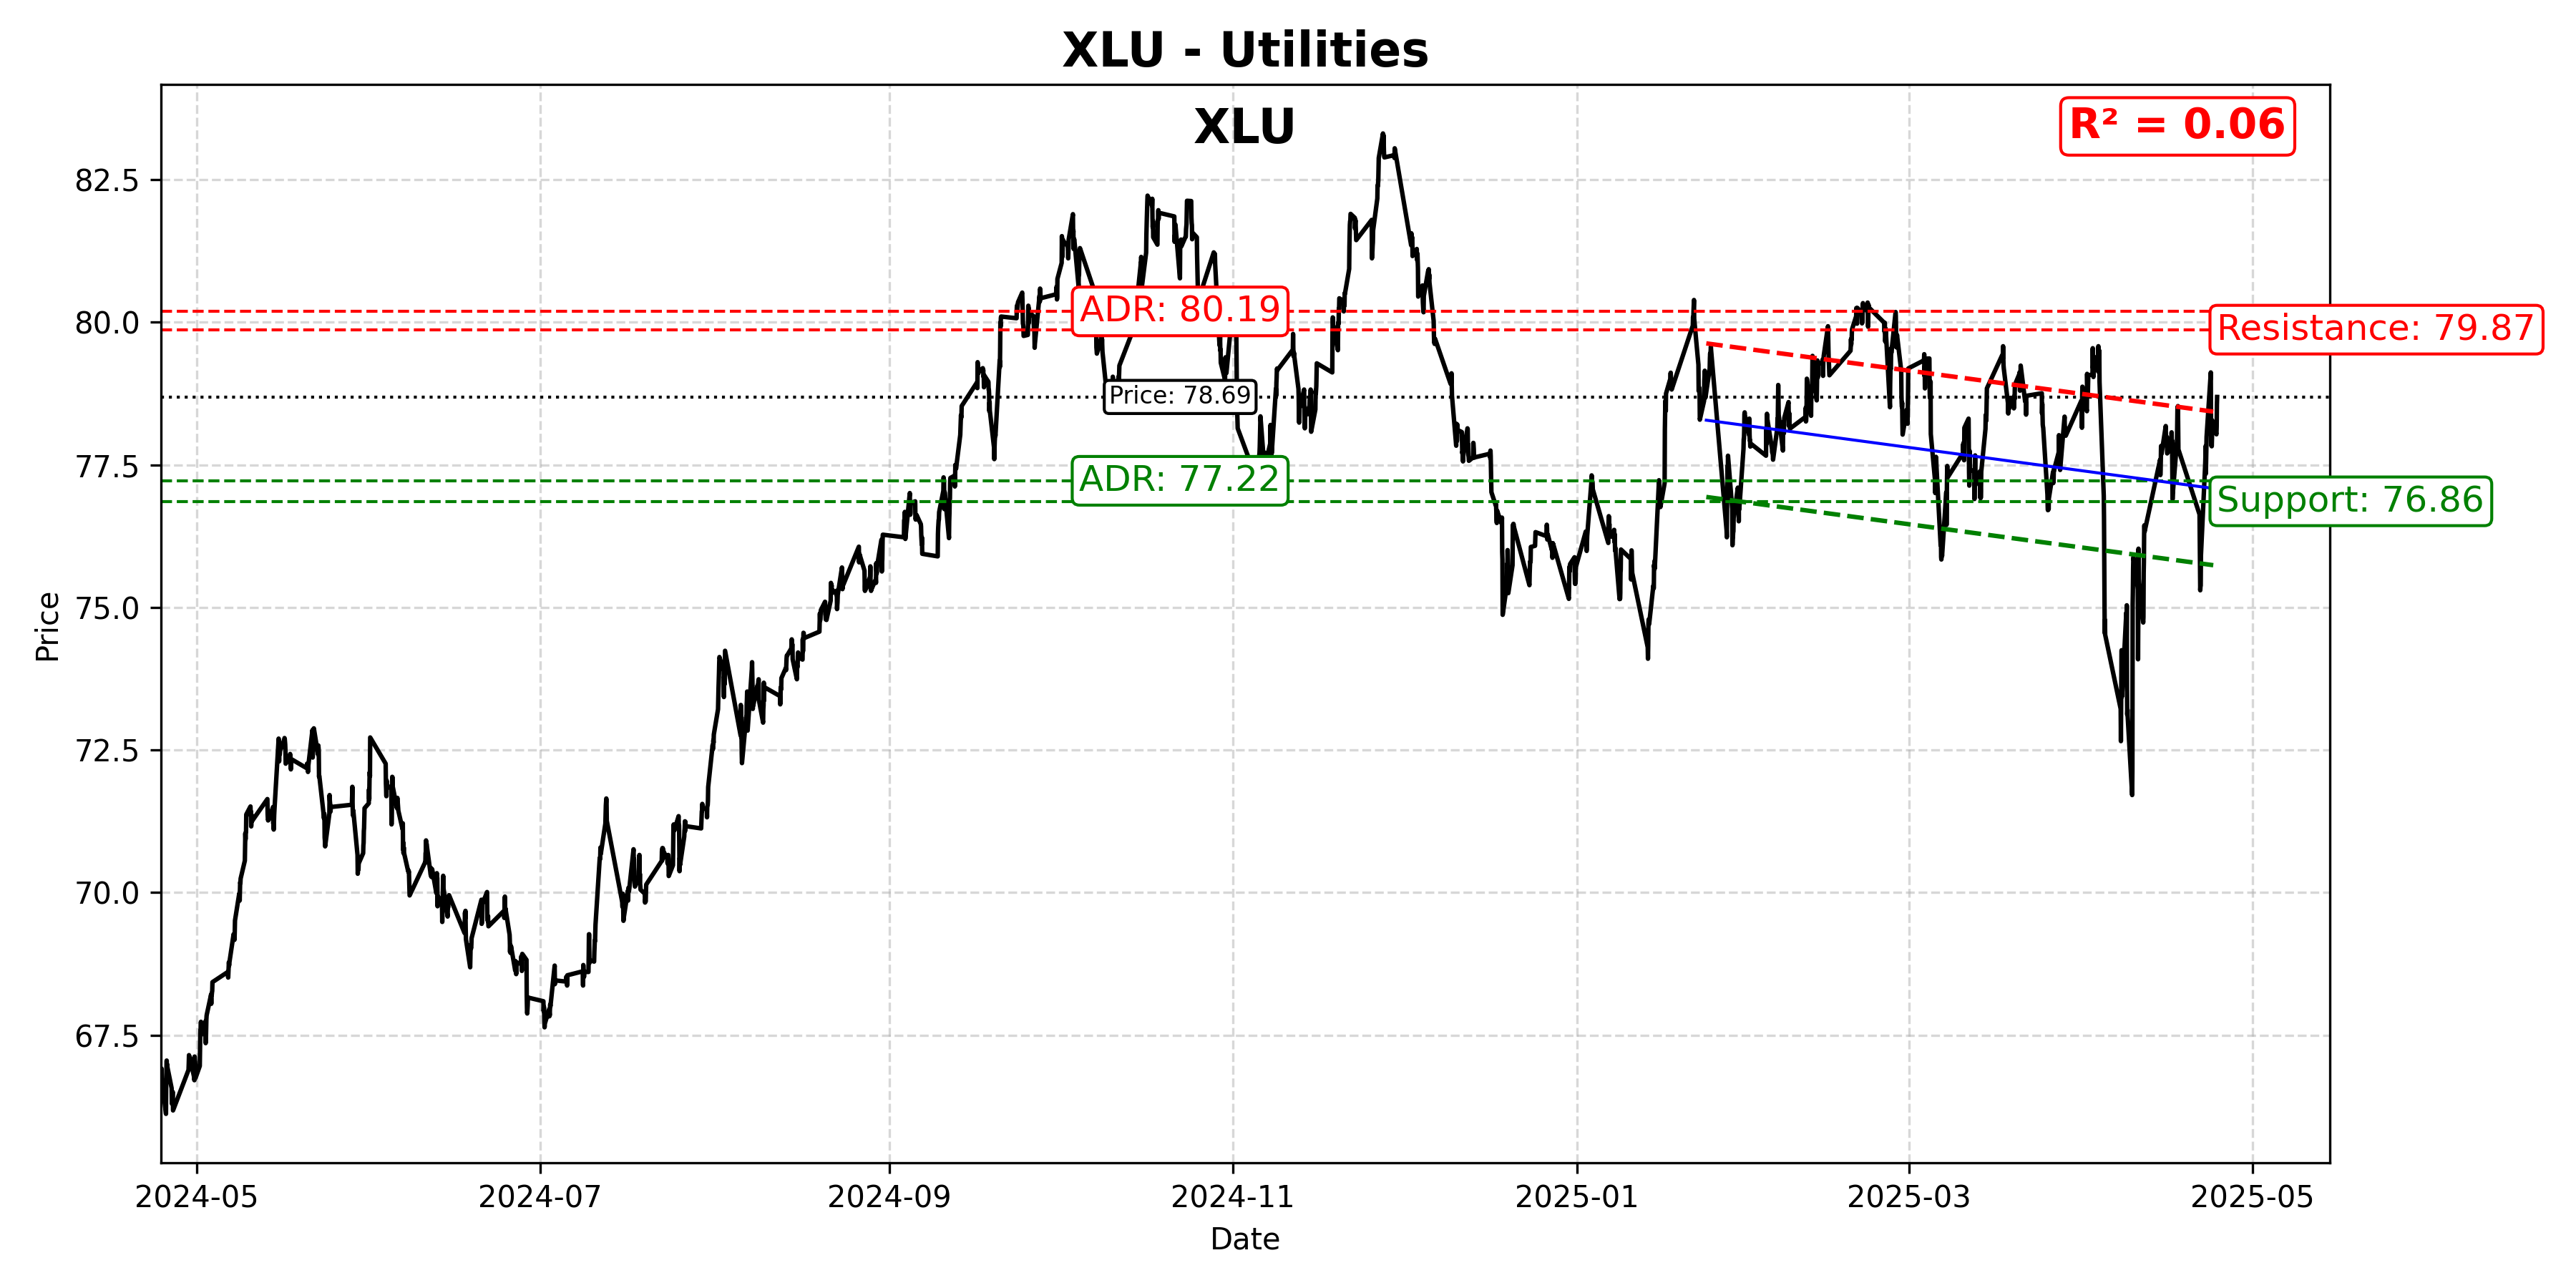 XLU - Utilities
XLU
R² = 0.06
82.5
80.0
77.5
75.0
72.5
70.0
67.5
Price
ADR: 80.19
Resistance: 79.87
Price: 78.69
ADR: 77.22
Support: 76.86
2024-05
2024-07
2024-09
2024-11
2025-01
2025-03
2025-05
Date